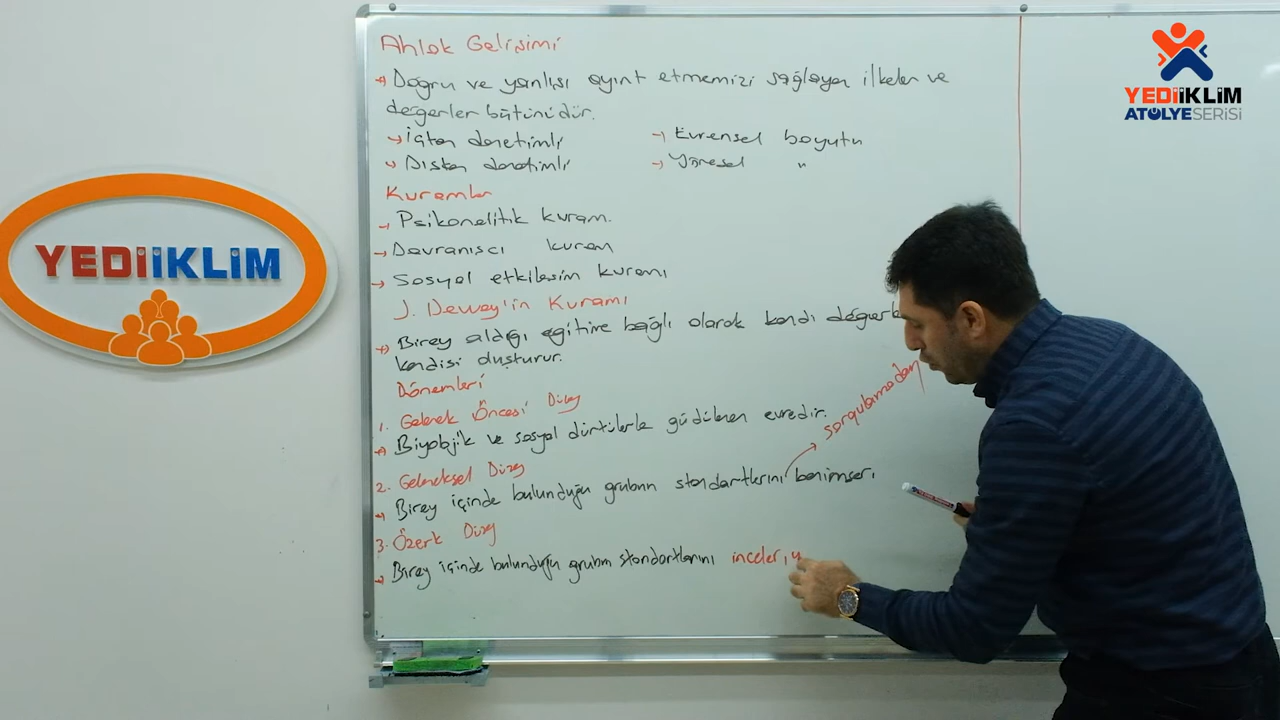 YEDİİKLİM
ATÖLYESERİSİ
YEDİİKLİM
Ahlak Gelişimi
→ Doğru ve yanlışı ayırt etmemizi sağlayan ilkeler ve
değerler bütünüdür.
→ İçten denetimli → Evrensel boyutu
→ Dıştan denetimli → Yöresel "
Kuramlar
→ Psikanalitik kuram.
→ Davranışcı kuram
→ Sosyal etkileşim kuramı
J. Dewey'in Kuramı
→ Birey aldığı eğitime bağlı olarak kendi değerle
kendisi oluşturur.
Dönemleri
1. Gelenek Öncesi Düzey
→ Biyolojik ve sosyal dürtülerle güdülenen evredir.
2. Geleneksel Düzey
→ Birey içinde bulunduğu grubun standartlarını benimser. → sorgulamadan
3. Özerk Düzey
→ Birey içinde bulunduğu grubun standartlarını inceler, y